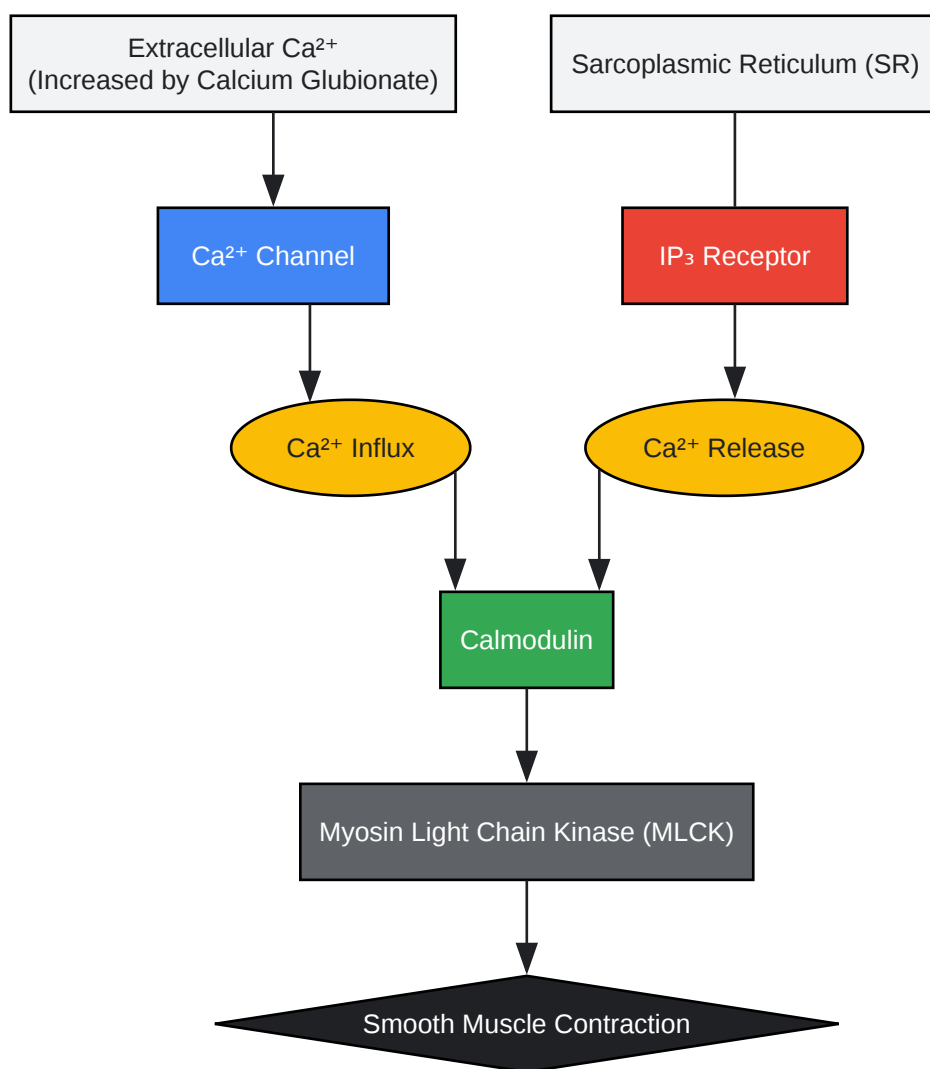 Extracellular Ca²⁺
(Increased by Calcium Glubionate)
Sarcoplasmic Reticulum (SR)
Ca²⁺ Channel
IP₃ Receptor
Ca²⁺ Influx
Ca²⁺ Release
Calmodulin
Myosin Light Chain Kinase (MLCK)
Smooth Muscle Contraction